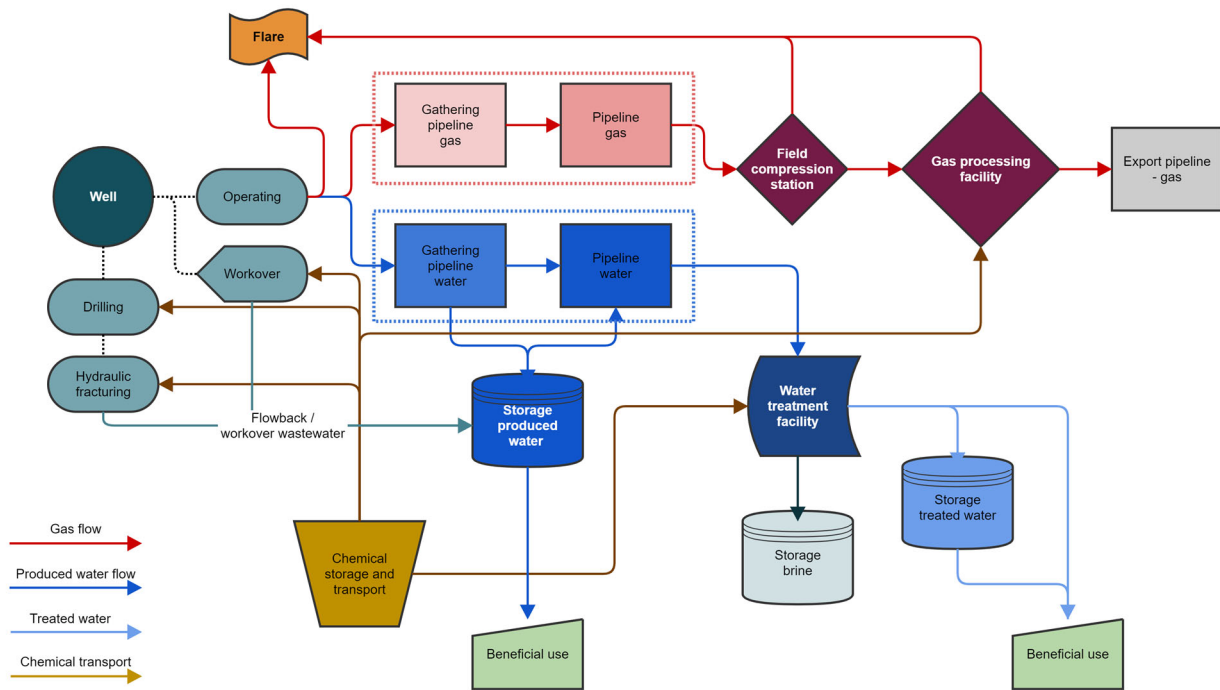 Flare
Gathering
pipeline
gas
Pipeline
gas
Well
Operating
Field
compression
station
Gas processing
facility
Export pipeline
- gas
Workover
Gathering
pipeline
water
Pipeline
water
Drilling
Hydraulic
fracturing
Flowback /
workover wastewater
Storage
produced
water
Water
treatment
facility
Storage
treated water
Chemical
storage and
transport
Storage
brine
Gas flow
Produced water flow
Treated water
Chemical transport
Beneficial use
Beneficial use